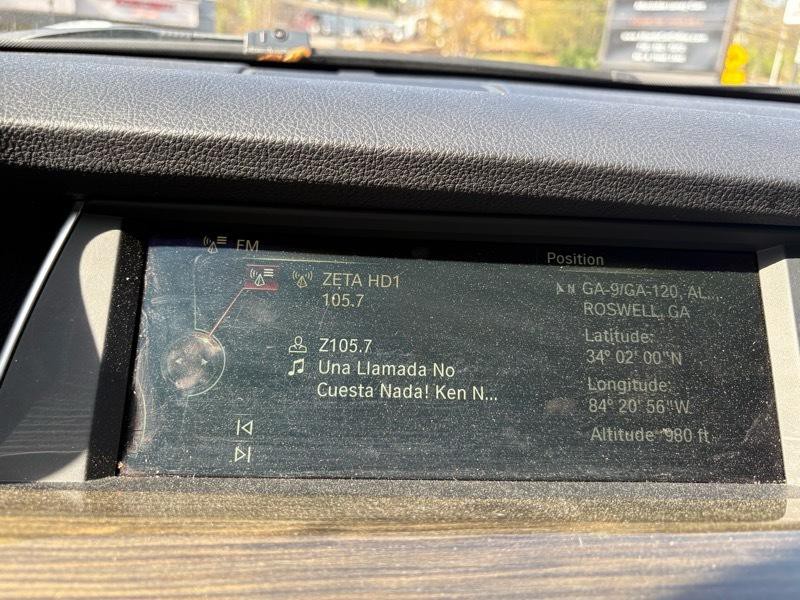 FM
ZETA HD1
105.7
Z105.7
Una Llamada No
Cuesta Nada! Ken N...
Position
N GA-9/GA-120, AL...
ROSWELL, GA
Latitude:
34° 02' 00"N
Longitude:
84° 20' 56"W
Altitude: 980 ft